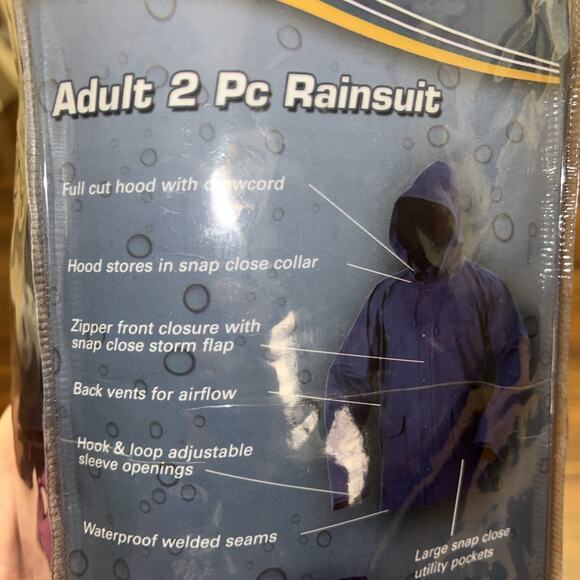 Adult 2 Pc Rainsuit
Full cut hood with drawcord
Hood stores in snap close collar
Zipper front closure with
snap close storm flap
Back vents for airflow
Hook & loop adjustable
sleeve openings
Waterproof welded seams
Large snap close
utility pockets